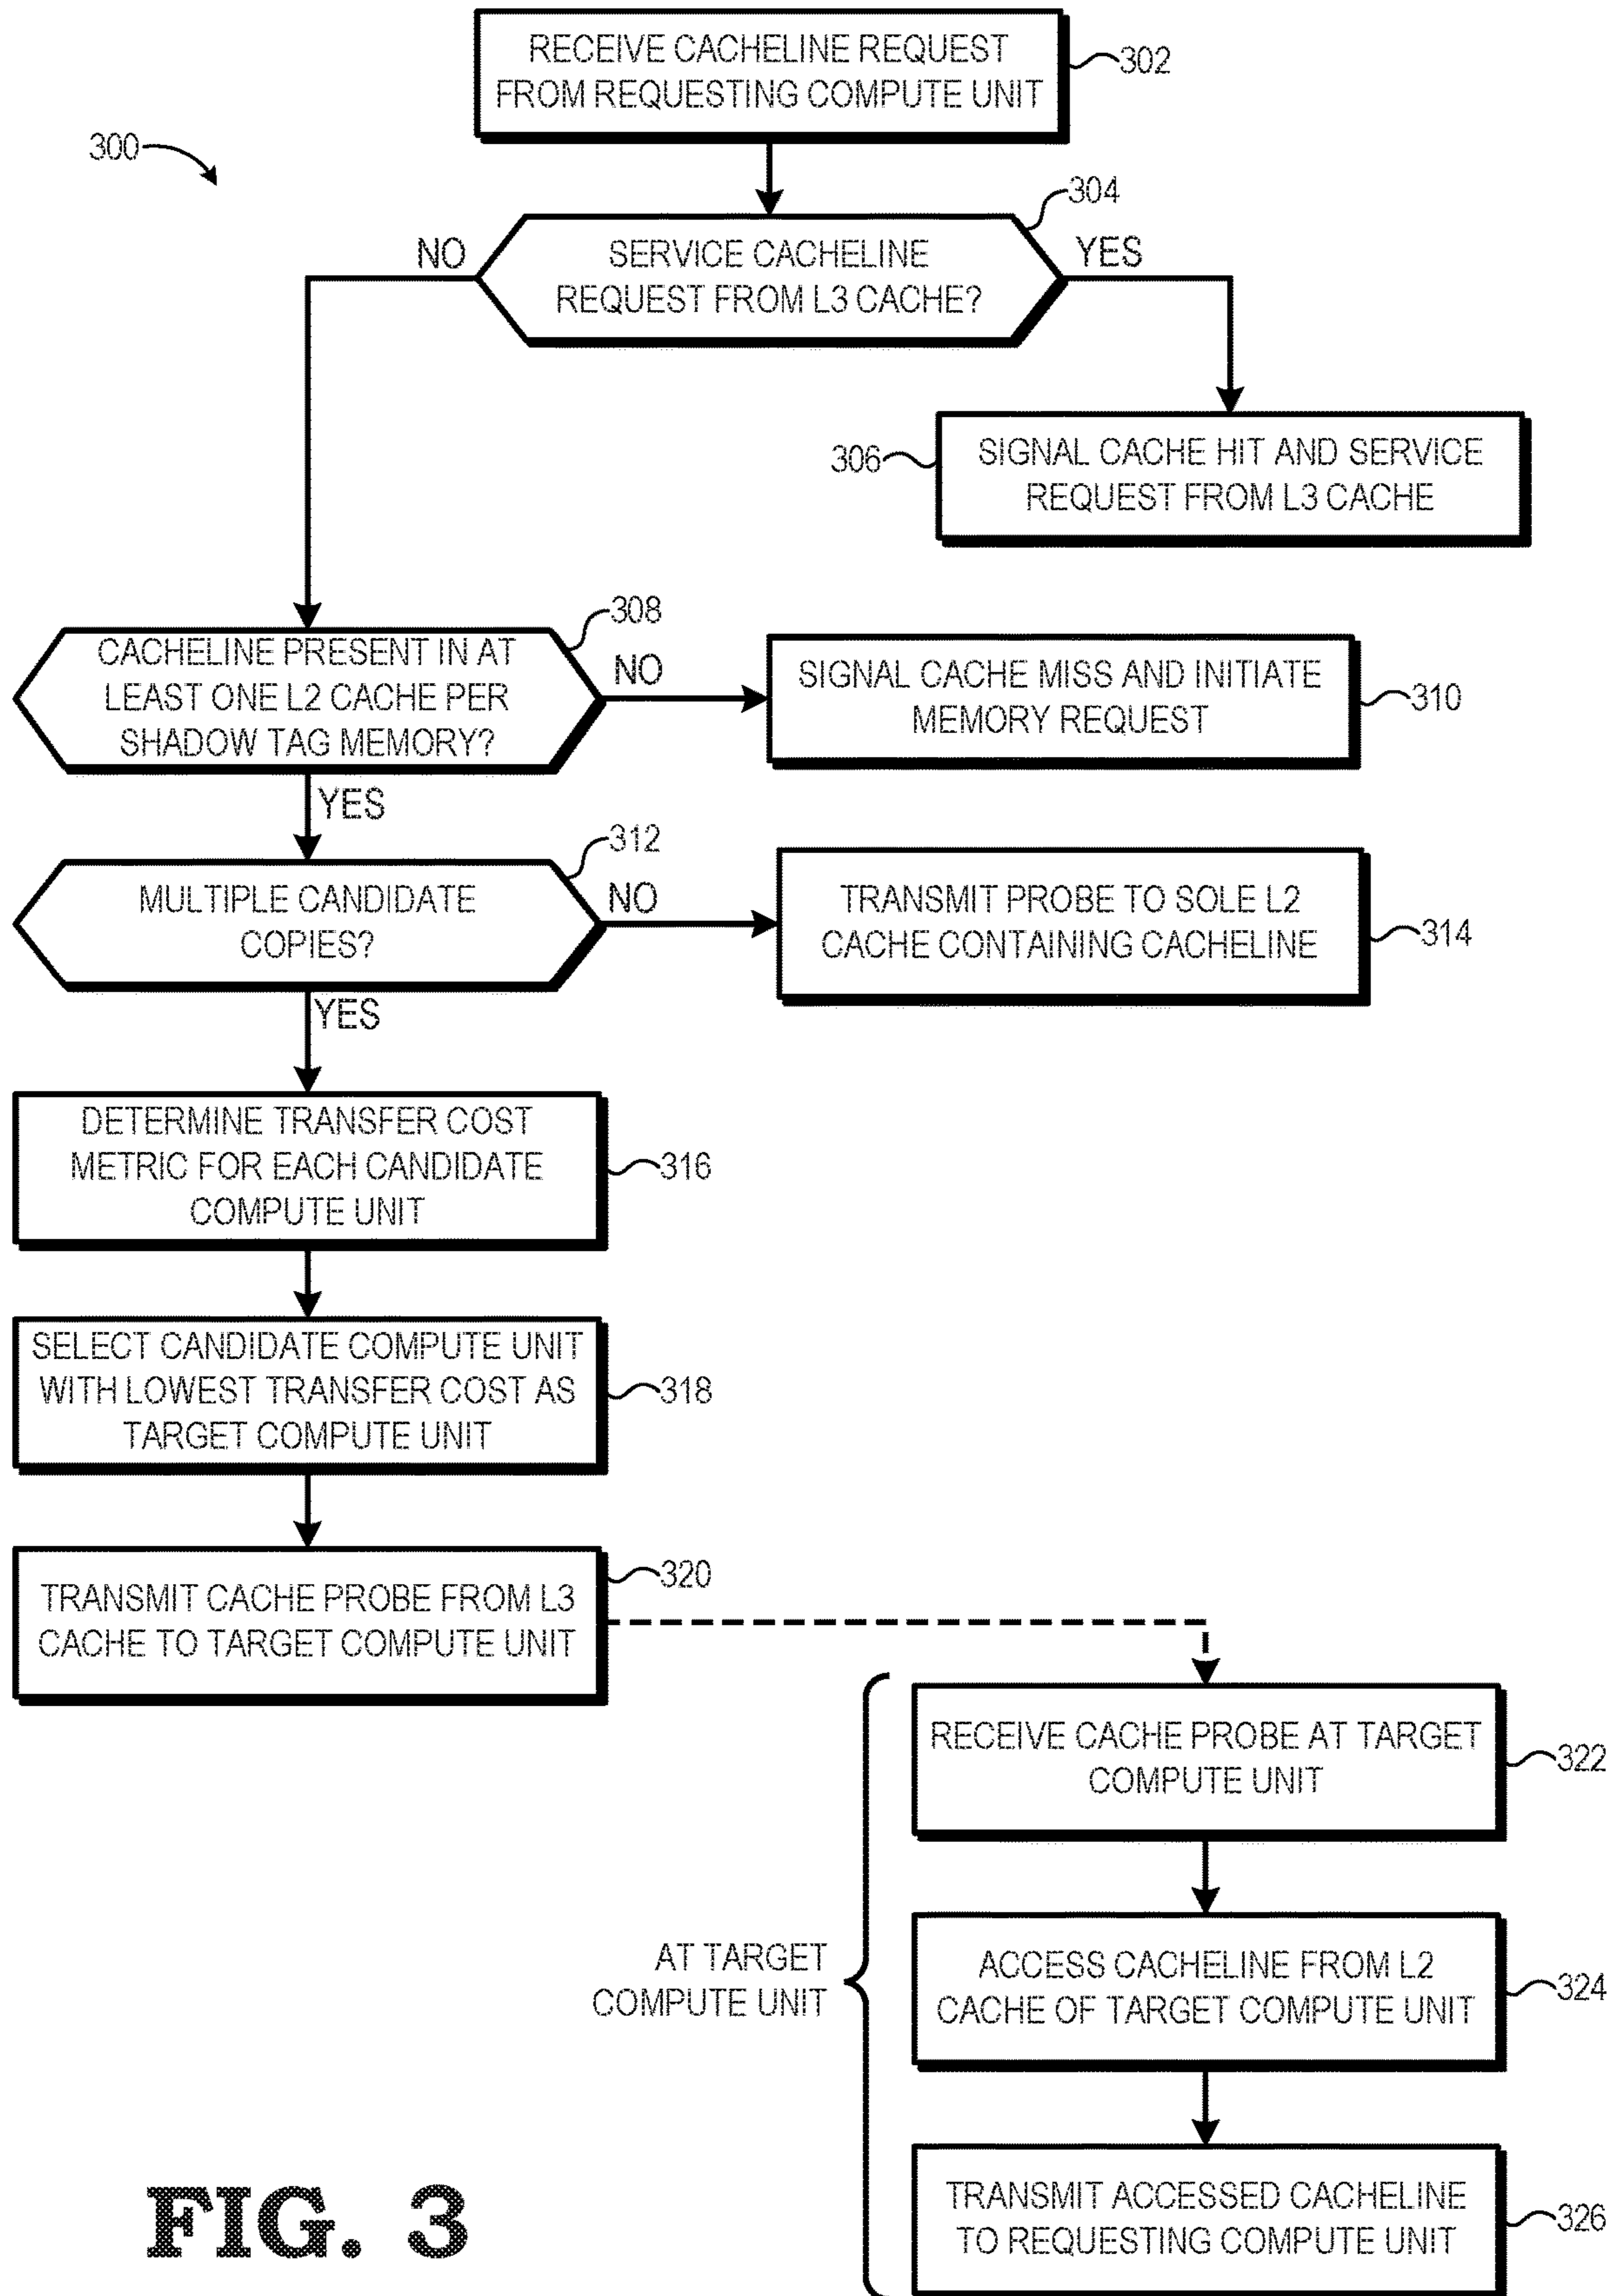 RECEIVE CACHELINE REQUEST
FROM REQUESTING COMPUTE UNIT
302
300
304
NO
SERVICE CACHELINE
REQUEST FROM L3 CACHE?
YES
306
SIGNAL CACHE HIT AND SERVICE
REQUEST FROM L3 CACHE
308
CACHELINE PRESENT IN AT
LEAST ONE L2 CACHE PER
SHADOW TAG MEMORY?
NO
SIGNAL CACHE MISS AND INITIATE
MEMORY REQUEST
310
YES
312
MULTIPLE CANDIDATE
COPIES?
NO
TRANSMIT PROBE TO SOLE L2
CACHE CONTAINING CACHELINE
314
YES
DETERMINE TRANSFER COST
METRIC FOR EACH CANDIDATE
COMPUTE UNIT
316
SELECT CANDIDATE COMPUTE UNIT
WITH LOWEST TRANSFER COST AS
TARGET COMPUTE UNIT
318
TRANSMIT CACHE PROBE FROM L3
CACHE TO TARGET COMPUTE UNIT
320
RECEIVE CACHE PROBE AT TARGET
COMPUTE UNIT
322
AT TARGET
COMPUTE UNIT
ACCESS CACHELINE FROM L2
CACHE OF TARGET COMPUTE UNIT
324
TRANSMIT ACCESSED CACHELINE
TO REQUESTING COMPUTE UNIT
326
FIG. 3